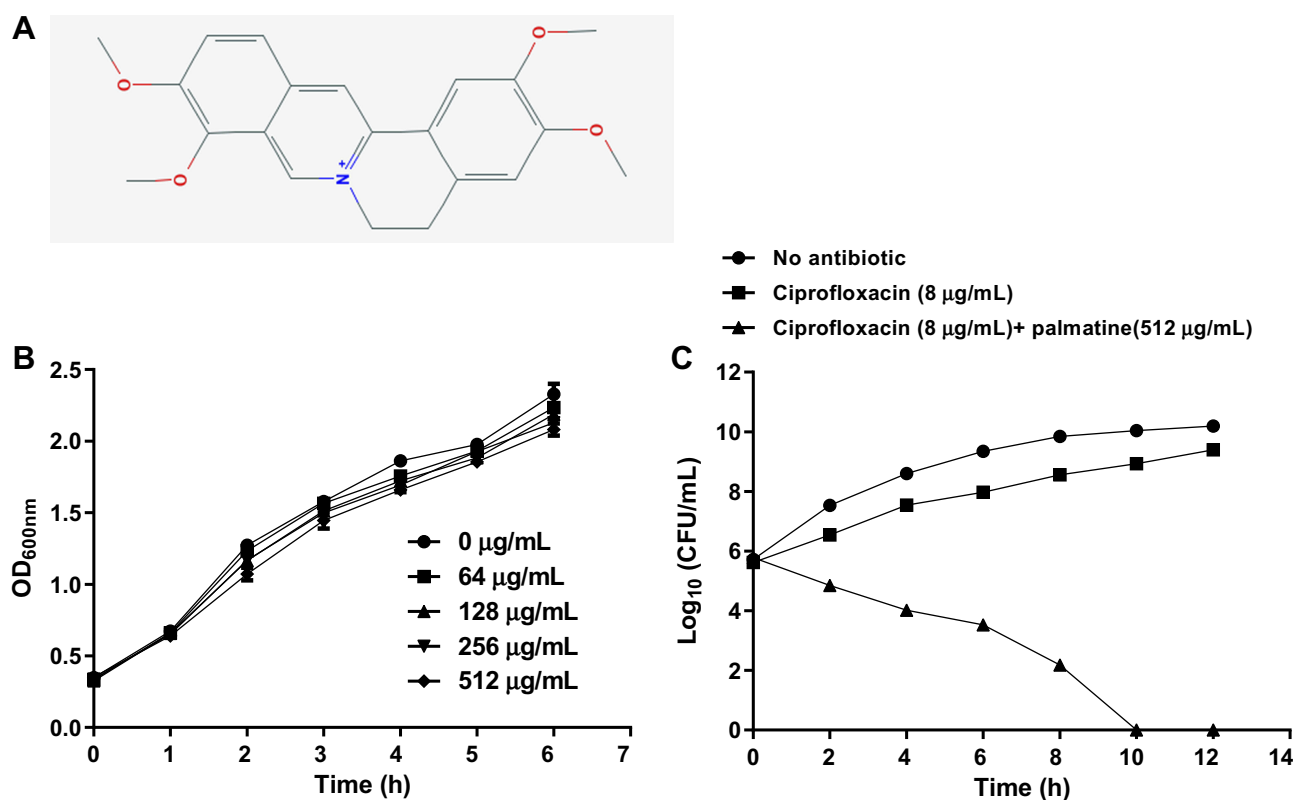 A
O
O
O
O
N
+
No antibiotic
Ciprofloxacin (8 μg/mL)
Ciprofloxacin (8 μg/mL)+ palmatine(512 μg/mL)
B
2.5
2.0
1.5
1.0
0.5
0.0
OD600nm
0 μg/mL
64 μg/mL
128 μg/mL
256 μg/mL
512 μg/mL
0 1 2 3 4 5 6 7
Time (h)
C
12
10
8
6
4
2
0
Log10 (CFU/mL)
0 2 4 6 8 10 12 14
Time (h)